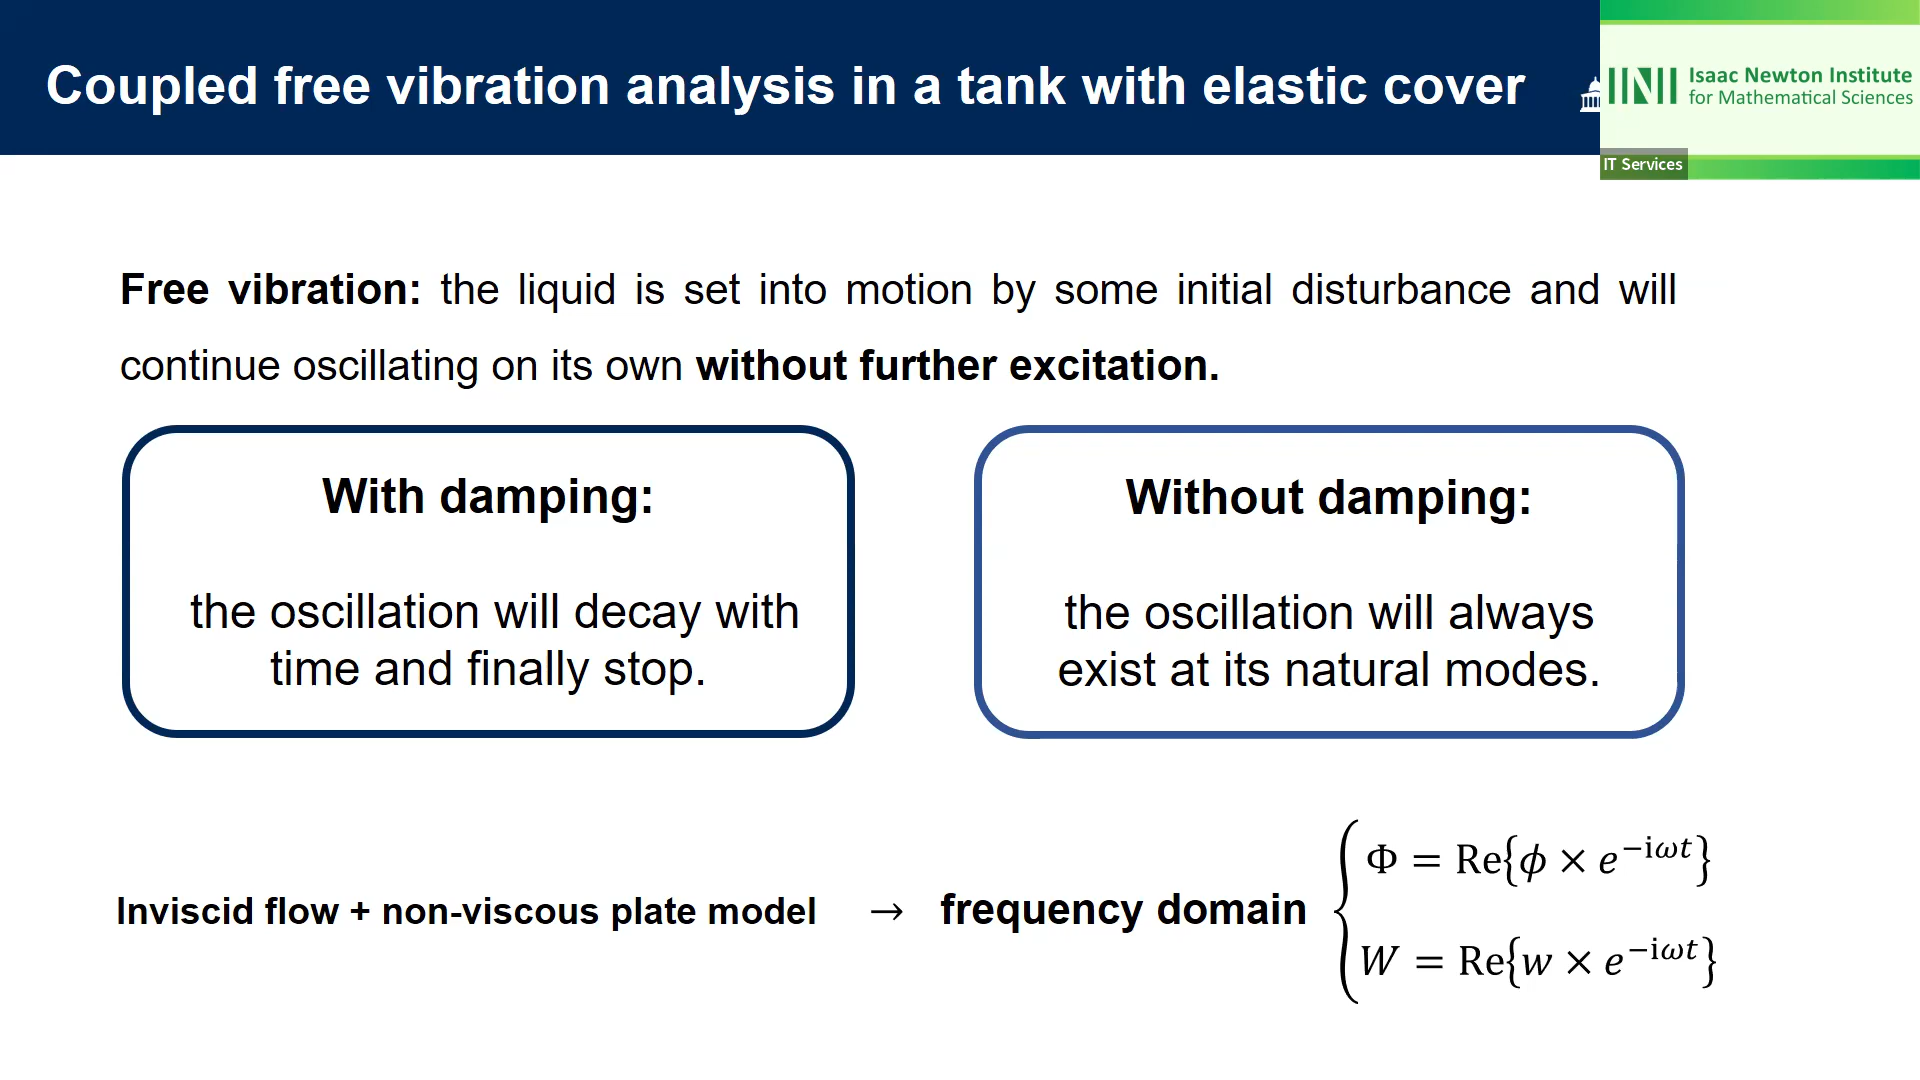 Coupled free vibration analysis in a tank with elastic cover
Isaac Newton Institute
for Mathematical Sciences
IT Services
Free vibration: the liquid is set into motion by some initial disturbance and will
continue oscillating on its own without further excitation.
With damping:
the oscillation will decay with
time and finally stop.
Without damping:
the oscillation will always
exist at its natural modes.
Inviscid flow + non-viscous plate model → frequency domain
Φ = Re{ϕ × e^{−iωt}}
W = Re{w × e^{−iωt}}